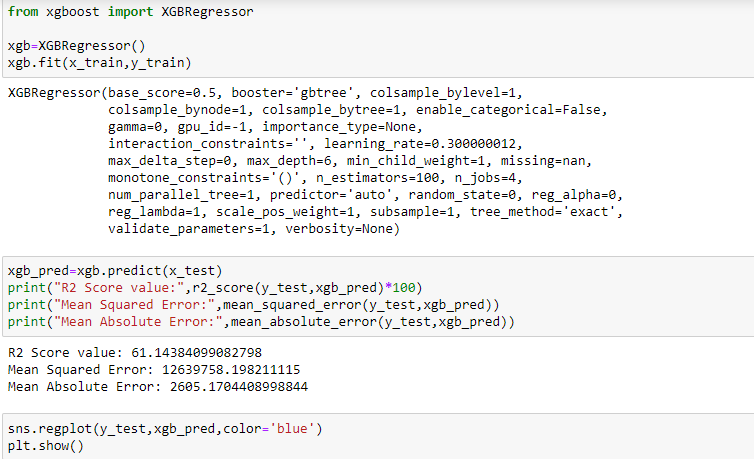 from xgboost import XGBRegressor
xgb=XGBRegressor()
xgb.fit(x_train,y_train)
XGBRegressor(base_score=0.5, booster='gbtree', colsample_bylevel=1,
colsample_bynode=1, colsample_bytree=1, enable_categorical=False,
gamma=0, gpu_id=-1, importance_type=None,
interaction_constraints='', learning_rate=0.300000012,
max_delta_step=0, max_depth=6, min_child_weight=1, missing=nan,
monotone_constraints='()', n_estimators=100, n_jobs=4,
num_parallel_tree=1, predictor='auto', random_state=0, reg_alpha=0,
reg_lambda=1, scale_pos_weight=1, subsample=1, tree_method='exact',
validate_parameters=1, verbosity=None)
xgb_pred=xgb.predict(x_test)
print("R2 Score value:",r2_score(y_test,xgb_pred)*100)
print("Mean Squared Error:",mean_squared_error(y_test,xgb_pred))
print("Mean Absolute Error:",mean_absolute_error(y_test,xgb_pred))
R2 Score value: 61.14384099082798
Mean Squared Error: 12639758.198211115
Mean Absolute Error: 2605.1704408998844
sns.regplot(y_test,xgb_pred,color='blue')
plt.show()